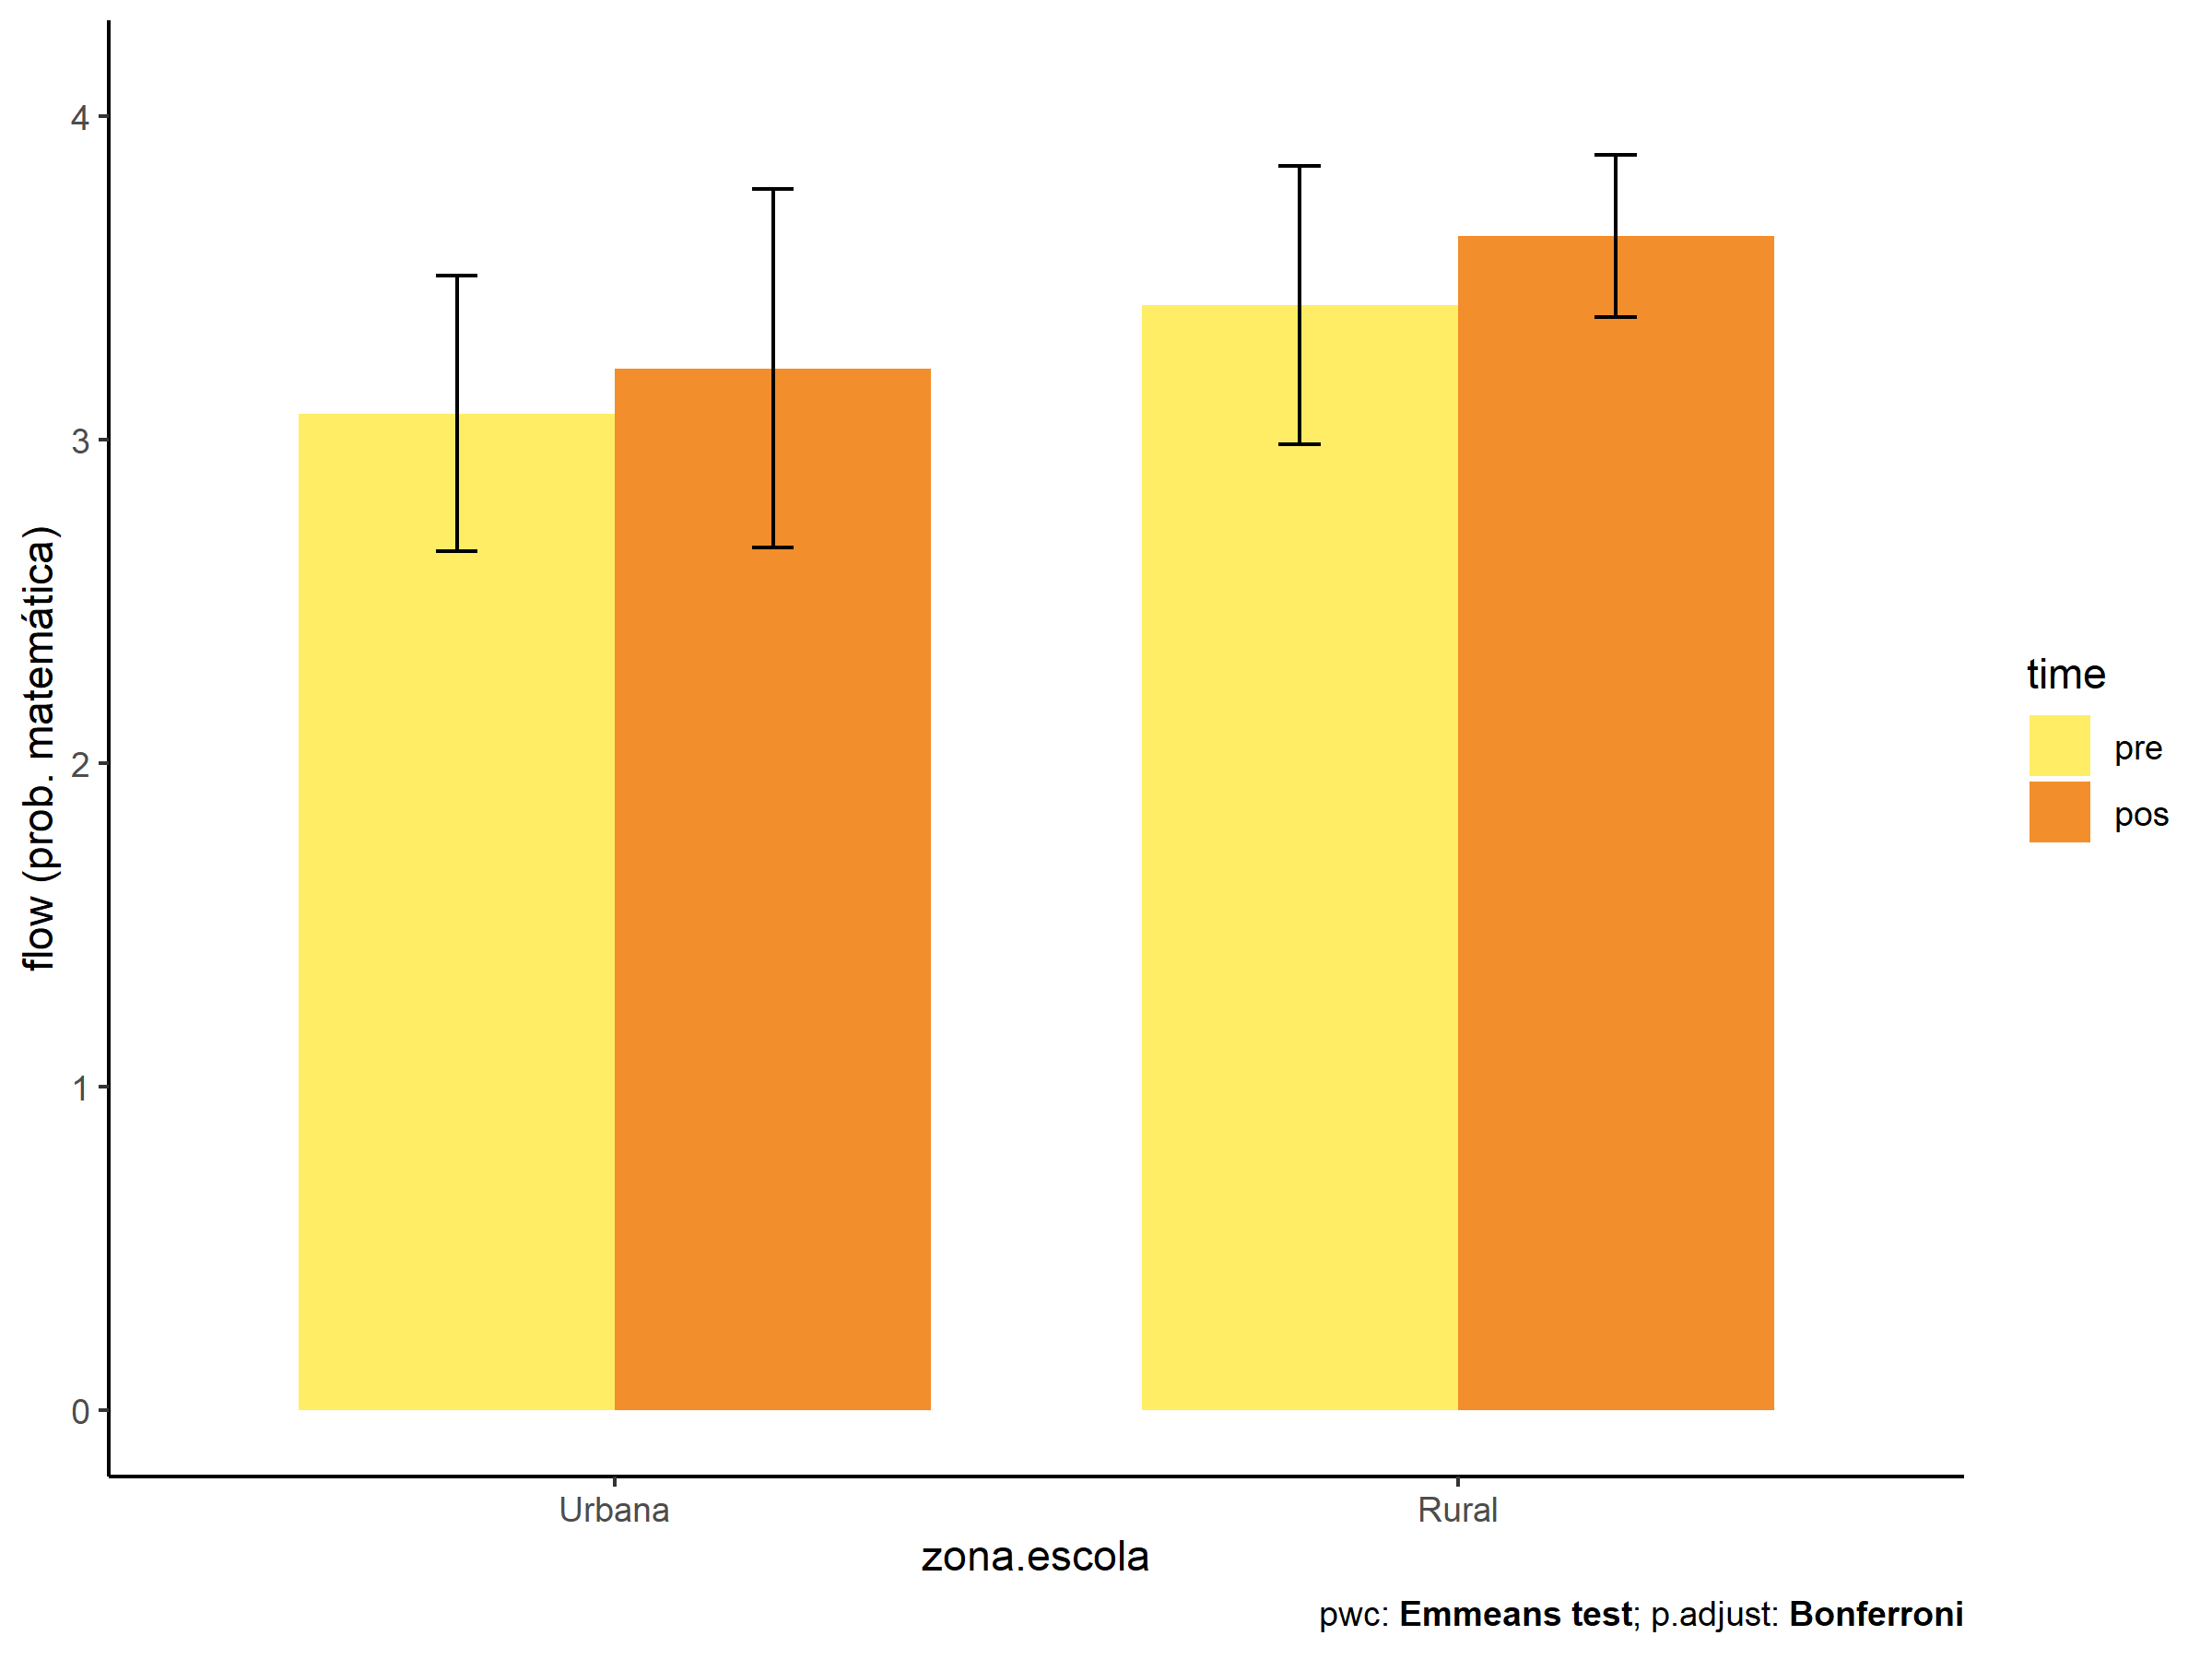 4
3
2
1
0
flow (prob. matemática)
Urbana
Rural
zona.escola
time
pre
pos
pwc: Emmeans test; p.adjust: Bonferroni